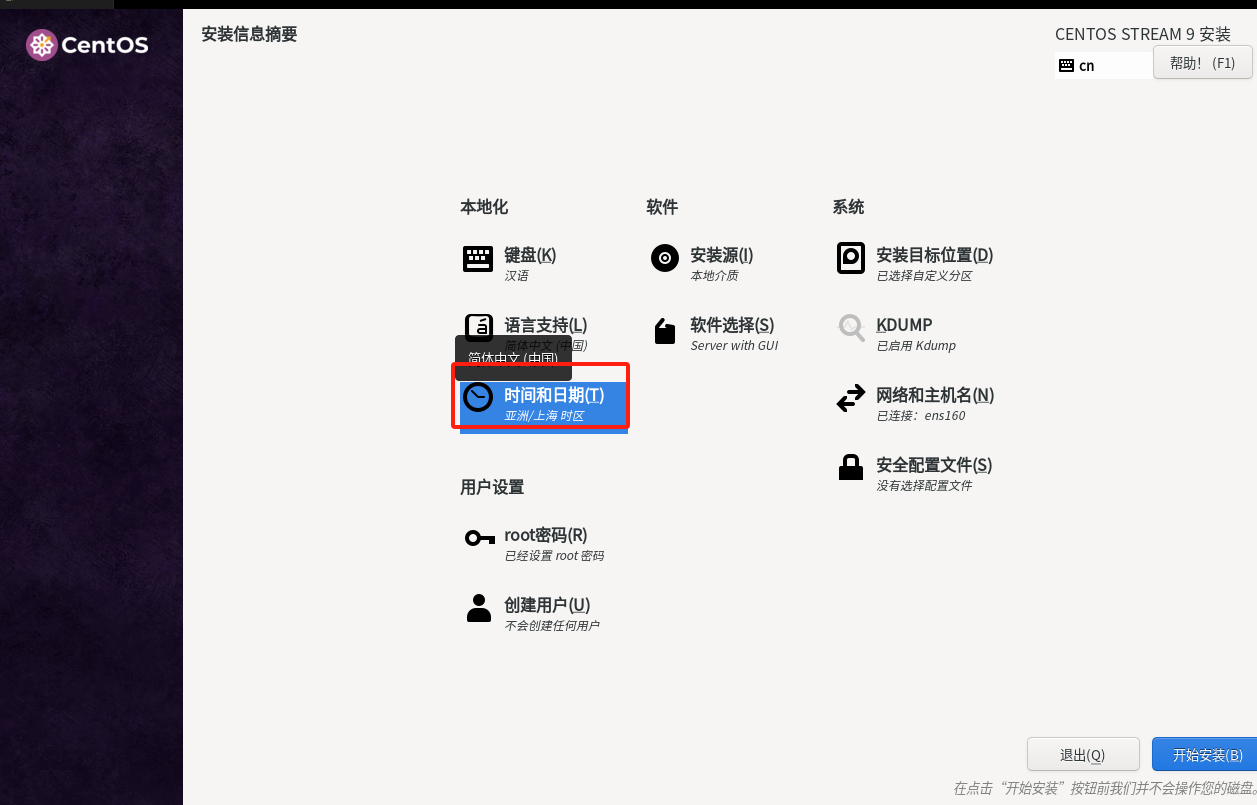 CentOS
安装信息摘要
CENTOS STREAM 9 安装
cn
帮助！ (F1)
本地化
键盘(K)
汉语
语言支持(L)
简体中文 (中国)
简体中文 (中国)
时间和日期(T)
亚洲/上海 时区
用户设置
root密码(R)
已经设置 root 密码
创建用户(U)
不会创建任何用户
软件
安装源(I)
本地介质
软件选择(S)
Server with GUI
系统
安装目标位置(D)
已选择自定义分区
KDUMP
已启用 Kdump
网络和主机名(N)
已连接：ens160
安全配置文件(S)
没有选择配置文件
退出(Q)
开始安装(B)
在点击“开始安装”按钮前我们并不会操作您的磁盘。